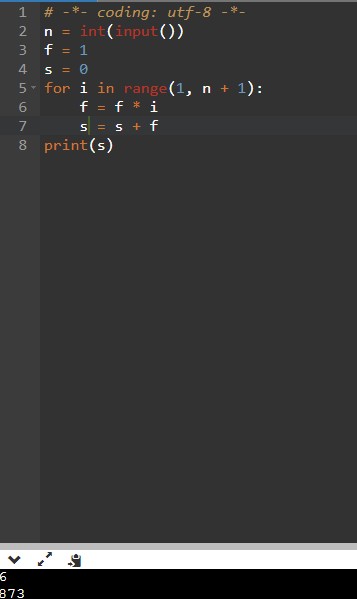 1 # -*- coding: utf-8 -*-
2 n = int(input())
3 f = 1
4 s = 0
5 for i in range(1, n + 1):
6     f = f * i
7     s = s + f
8 print(s)
6
873